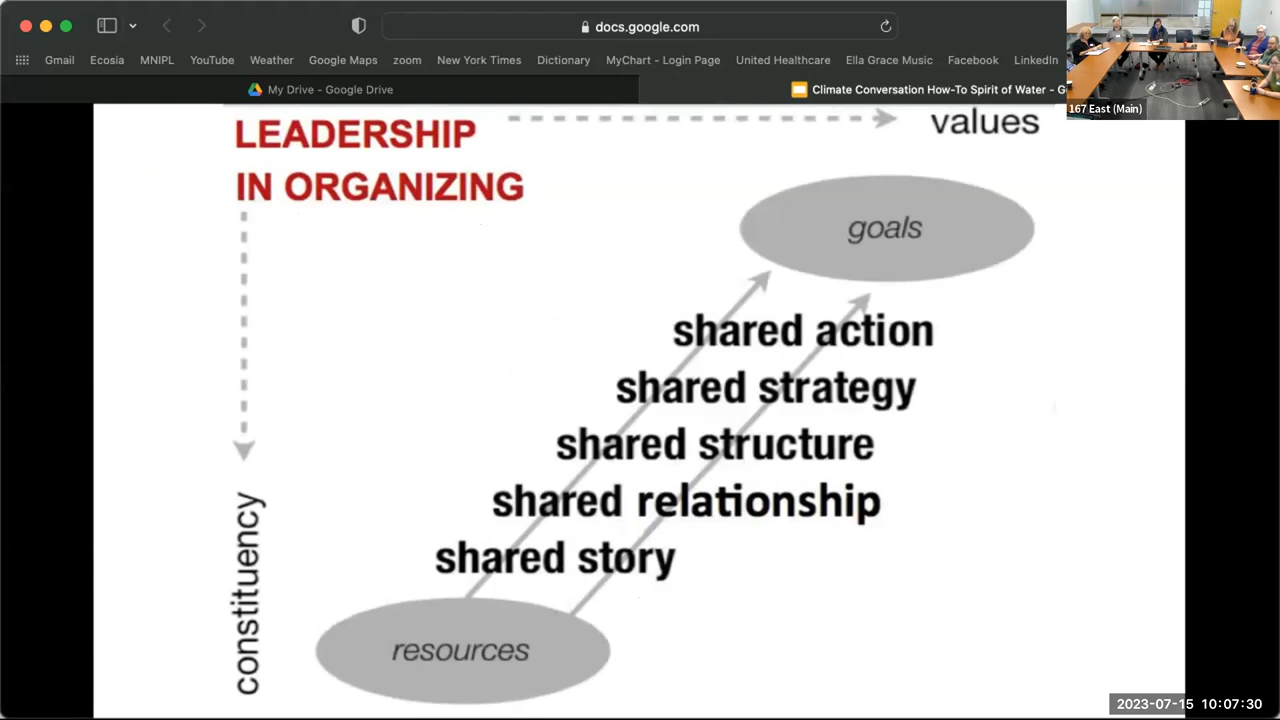 docs.google.com
Gmail
Ecosia
MNIPL
YouTube
Weather
Google Maps
zoom
New York Times
Dictionary
MyChart - Login Page
United Healthcare
Ella Grace Music
Facebook
LinkedIn
My Drive - Google Drive
Climate Conversation How-To Spirit of Water - G
167 East (Main)
LEADERSHIP
IN ORGANIZING
values
goals
shared action
shared strategy
shared structure
shared relationship
shared story
constituency
resources
2023-07-15 10:07:30